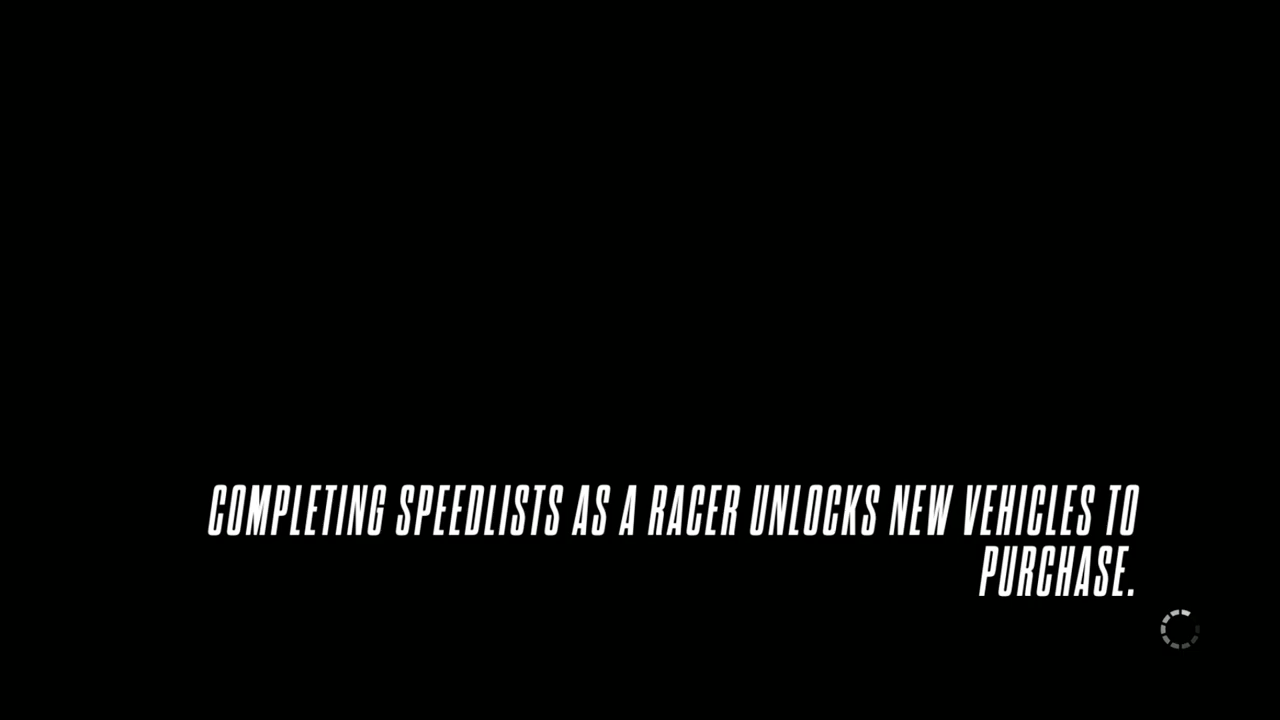 COMPLETING SPEEDLISTS AS A RACER UNLOCKS NEW VEHICLES TO
PURCHASE.